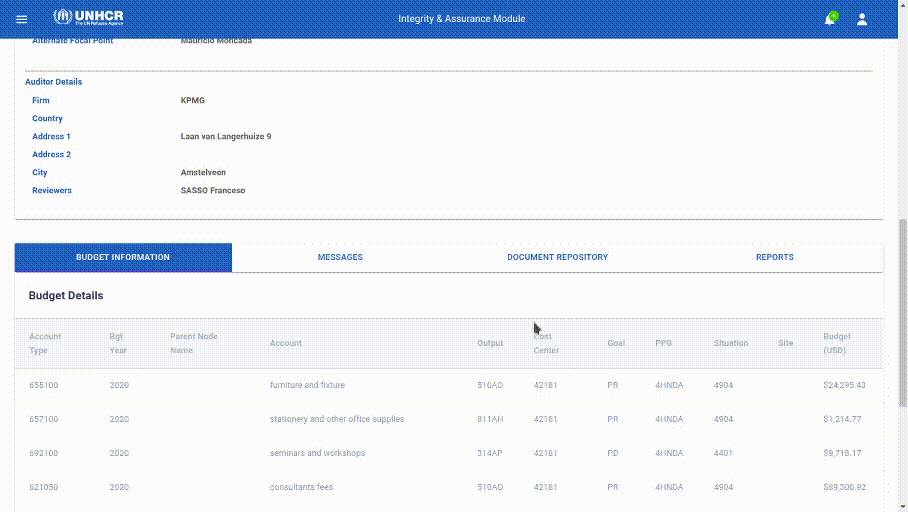 UNHCR
The UN Refugee Agency
Integrity & Assurance Module
Alternate Focal Point Mauricio Moncada
Auditor Details
Firm KPMG
Country
Address 1 Laan van Langerhuize 9
Address 2
City Amstelveen
Reviewers SASSO Franceso
BUDGET INFORMATION MESSAGES DOCUMENT REPOSITORY REPORTS
Budget Details
Account Type Bgt Year Parent Node Name Account Output Cost Center Goal PPG Situation Site Budget (USD)
655100 2020 furniture and fixture 510AO 42181 PR 4HNDA 4904 $24,295.43
657100 2020 stationery and other office supplies 811AH 42181 PR 4HNDA 4904 $1,214.77
692100 2020 seminars and workshops 314AP 42181 PD 4HNDA 4401 $9,718.17
621050 2020 consultants fees 510AO 42181 PR 4HNDA 4904 $89,300.92